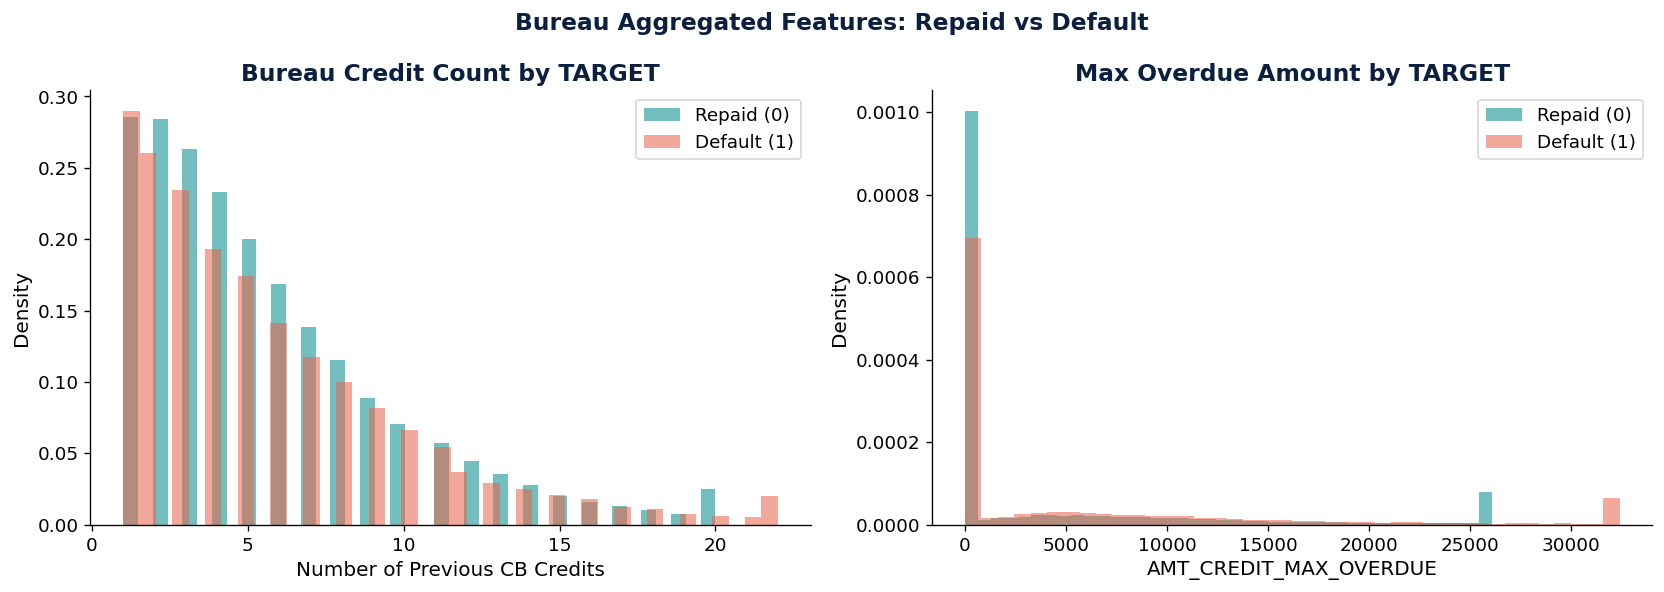 Bureau Aggregated Features: Repaid vs Default
Bureau Credit Count by TARGET
0.30
0.25
0.20
0.15
0.10
0.05
0.00
Density
0
5
10
15
20
Number of Previous CB Credits
Repaid (0)
Default (1)
Max Overdue Amount by TARGET
0.0010
0.0008
0.0006
0.0004
0.0002
0.0000
Density
0
5000
10000
15000
20000
25000
30000
AMT_CREDIT_MAX_OVERDUE
Repaid (0)
Default (1)